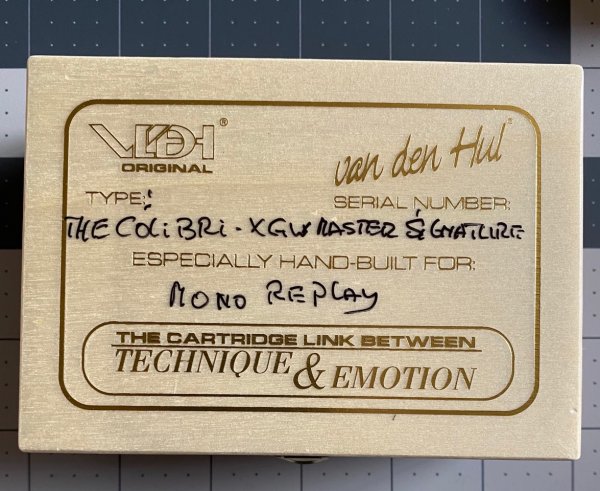 VDH®
ORIGINAL
van den Hul®
TYPE:
SERIAL NUMBER:
THE COLiBRi - XGW MASTER SiGNATURE
ESPECIALLY HAND-BUILT FOR:
MONO REPLAY
THE CARTRIDGE LINK BETWEEN
TECHNIQUE & EMOTION